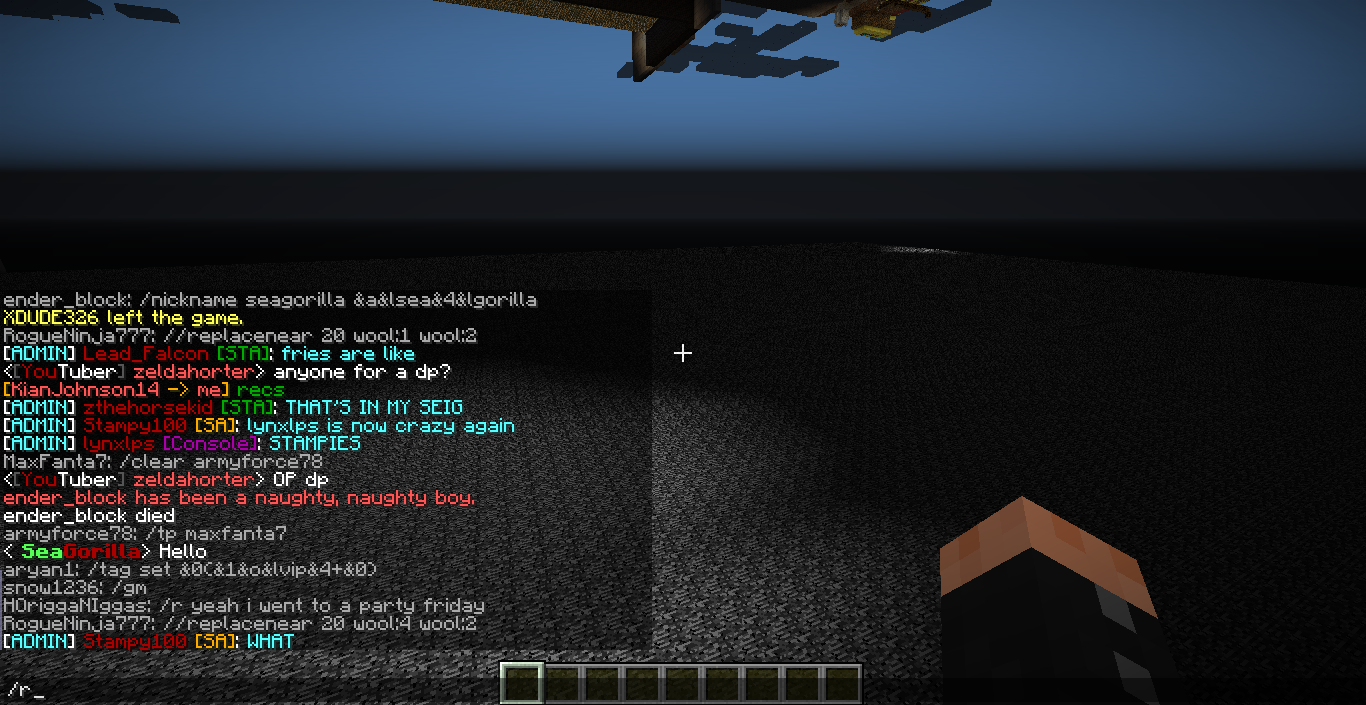 ender_block: /nickname seagorilla &a&lsea&4&lgorilla
XDUDE326 left the game.
RogueNinja777: //replacenear 20 wool:1 wool:2
[ADMIN] Lead_Falcon [STA]: fries are like
<[YouTuber] zeldahorter> anyone for a dp?
[KianJohnson14 -> me] recs
[ADMIN] zthehorsekid [STA]: THAT'S IN MY SEIG
[ADMIN] Stampy100 [SA]: lynxlps is now crazy again
[ADMIN] lynxlps [Console]: STAMPIES
MaxFanta7: /clear armyforce78
<[YouTuber] zeldahorter> OP dp
ender_block has been a naughty, naughty boy.
ender_block died
armyforce78: /tp maxfanta7
< SeaGorilla> Hello
aryan1: /tag set &0(&1&o&lvip&4+&0)
snow1236: /gm
HOriggaNIggas: /r yeah i went to a party friday
RogueNinja777: //replacenear 20 wool:4 wool:2
[ADMIN] Stampy100 [SA]: WHAT
/r_